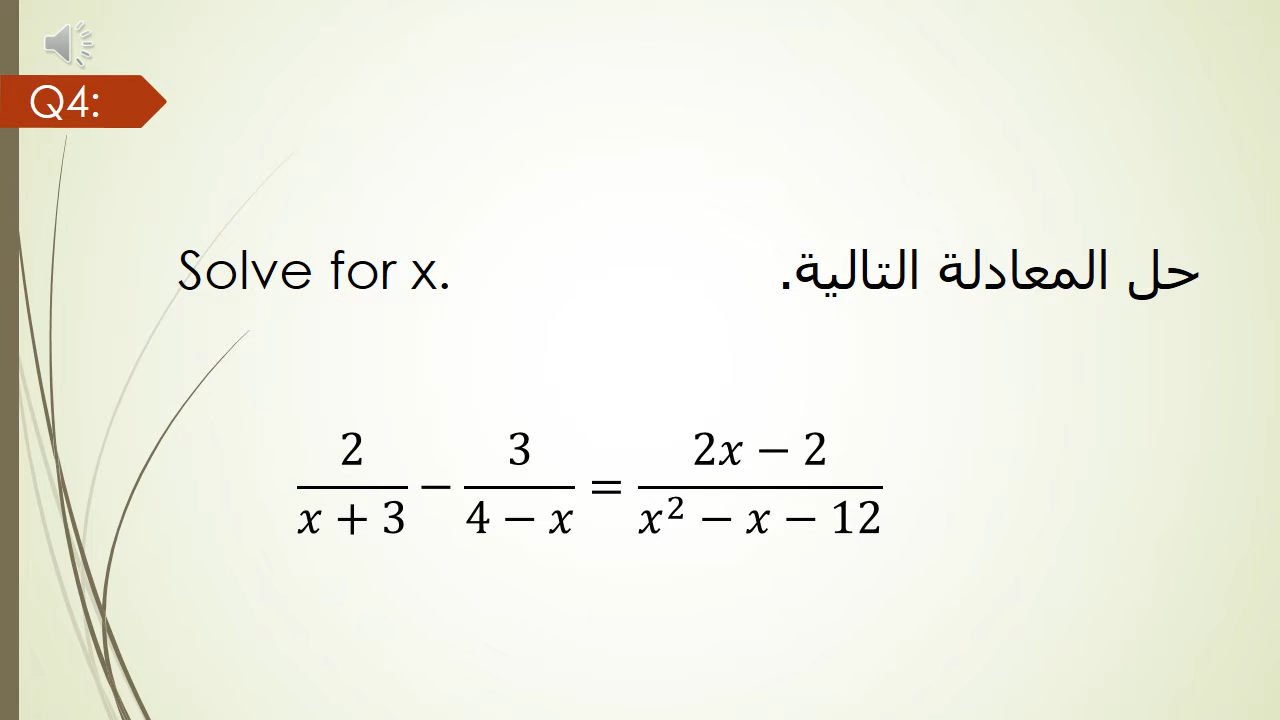 Q4:
Solve for x.
حل المعادلة التالية.
2/(x + 3) − 3/(4 − x) = (2x − 2)/(x² − x − 12)